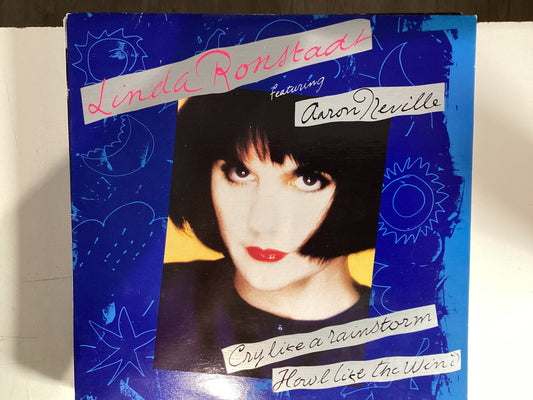 Linda Ronstadt
featuring
Aaron Neville
Cry like a rainstorm
Howl like the Wind